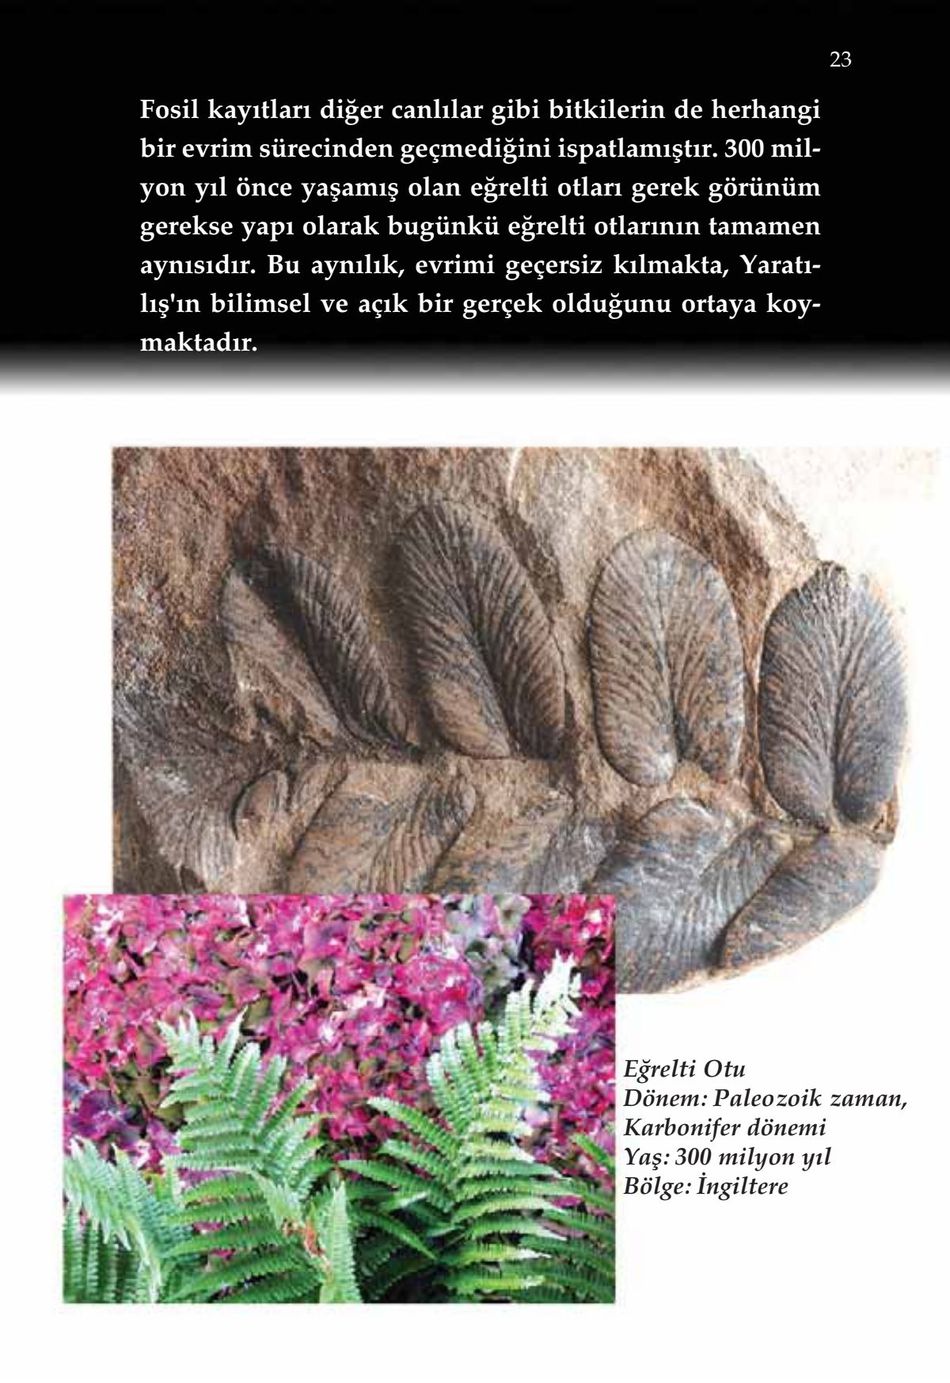 23
Fosil kayıtları diğer canlılar gibi bitkilerin de herhangi
bir evrim sürecinden geçmediğini ispatlamıştır. 300 mil-
yon yıl önce yaşamış olan eğrelti otları gerek görünüm
gerekse yapı olarak bugünkü eğrelti otlarının tamamen
aynısıdır. Bu aynılık, evrimi geçersiz kılmakta, Yaratı-
lış'ın bilimsel ve açık bir gerçek olduğunu ortaya koy-
maktadır.
Eğrelti Otu
Dönem: Paleozoik zaman,
Karbonifer dönemi
Yaş: 300 milyon yıl
Bölge: İngiltere